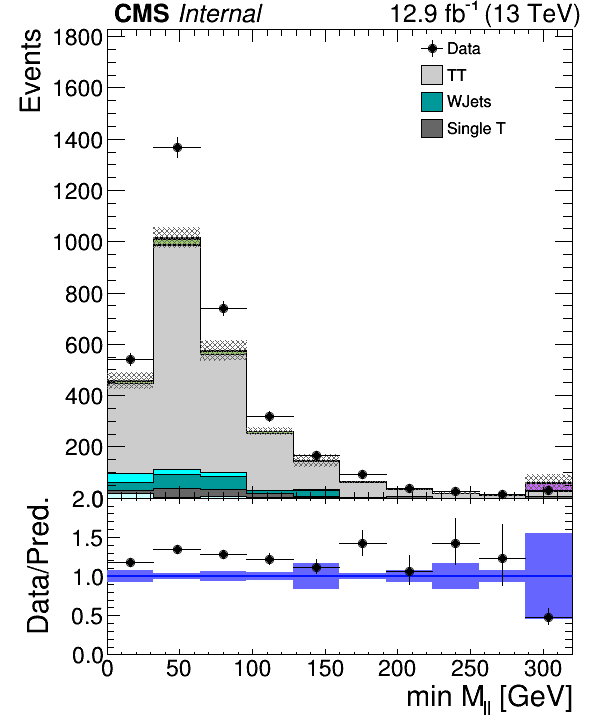 CMS Internal 12.9 fb⁻¹ (13 TeV)
Events
1800
1600
1400
1200
1000
800
600
400
200
Data
TT
WJets
Single T
Data/Pred.
2.0
1.5
1.0
0.5
0.0
0 50 100 150 200 250 300
min M_ll [GeV]